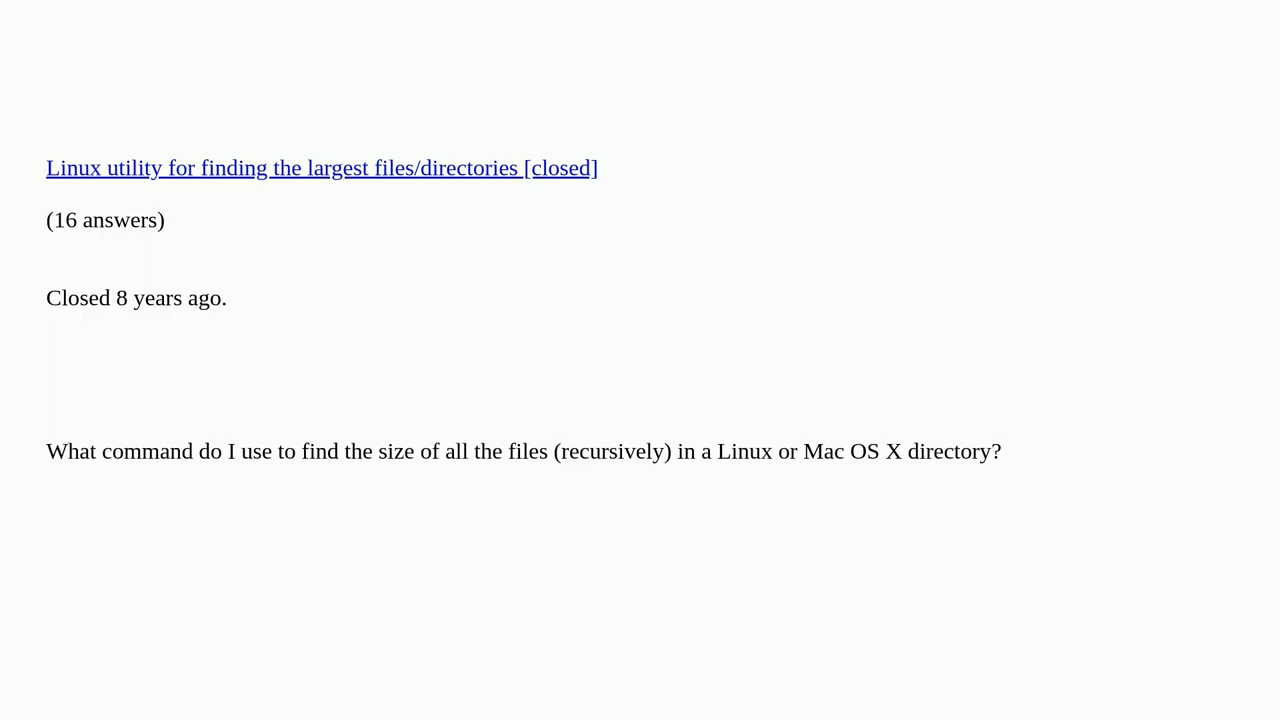 Linux utility for finding the largest files/directories [closed]
(16 answers)
Closed 8 years ago.
What command do I use to find the size of all the files (recursively) in a Linux or Mac OS X directory?